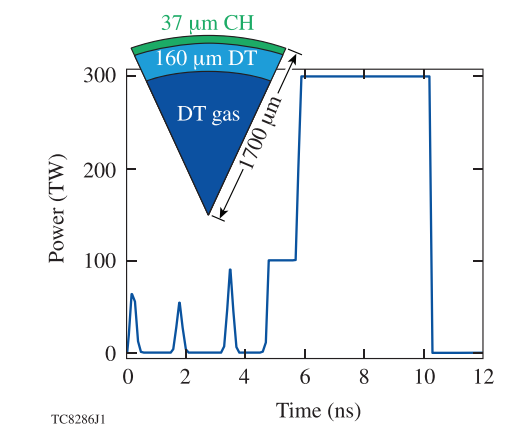 37 μm CH
160 μm DT
DT gas
1700 μm
300
200
100
0
Power (TW)
0 2 4 6 8 10 12
Time (ns)
TC8286J1